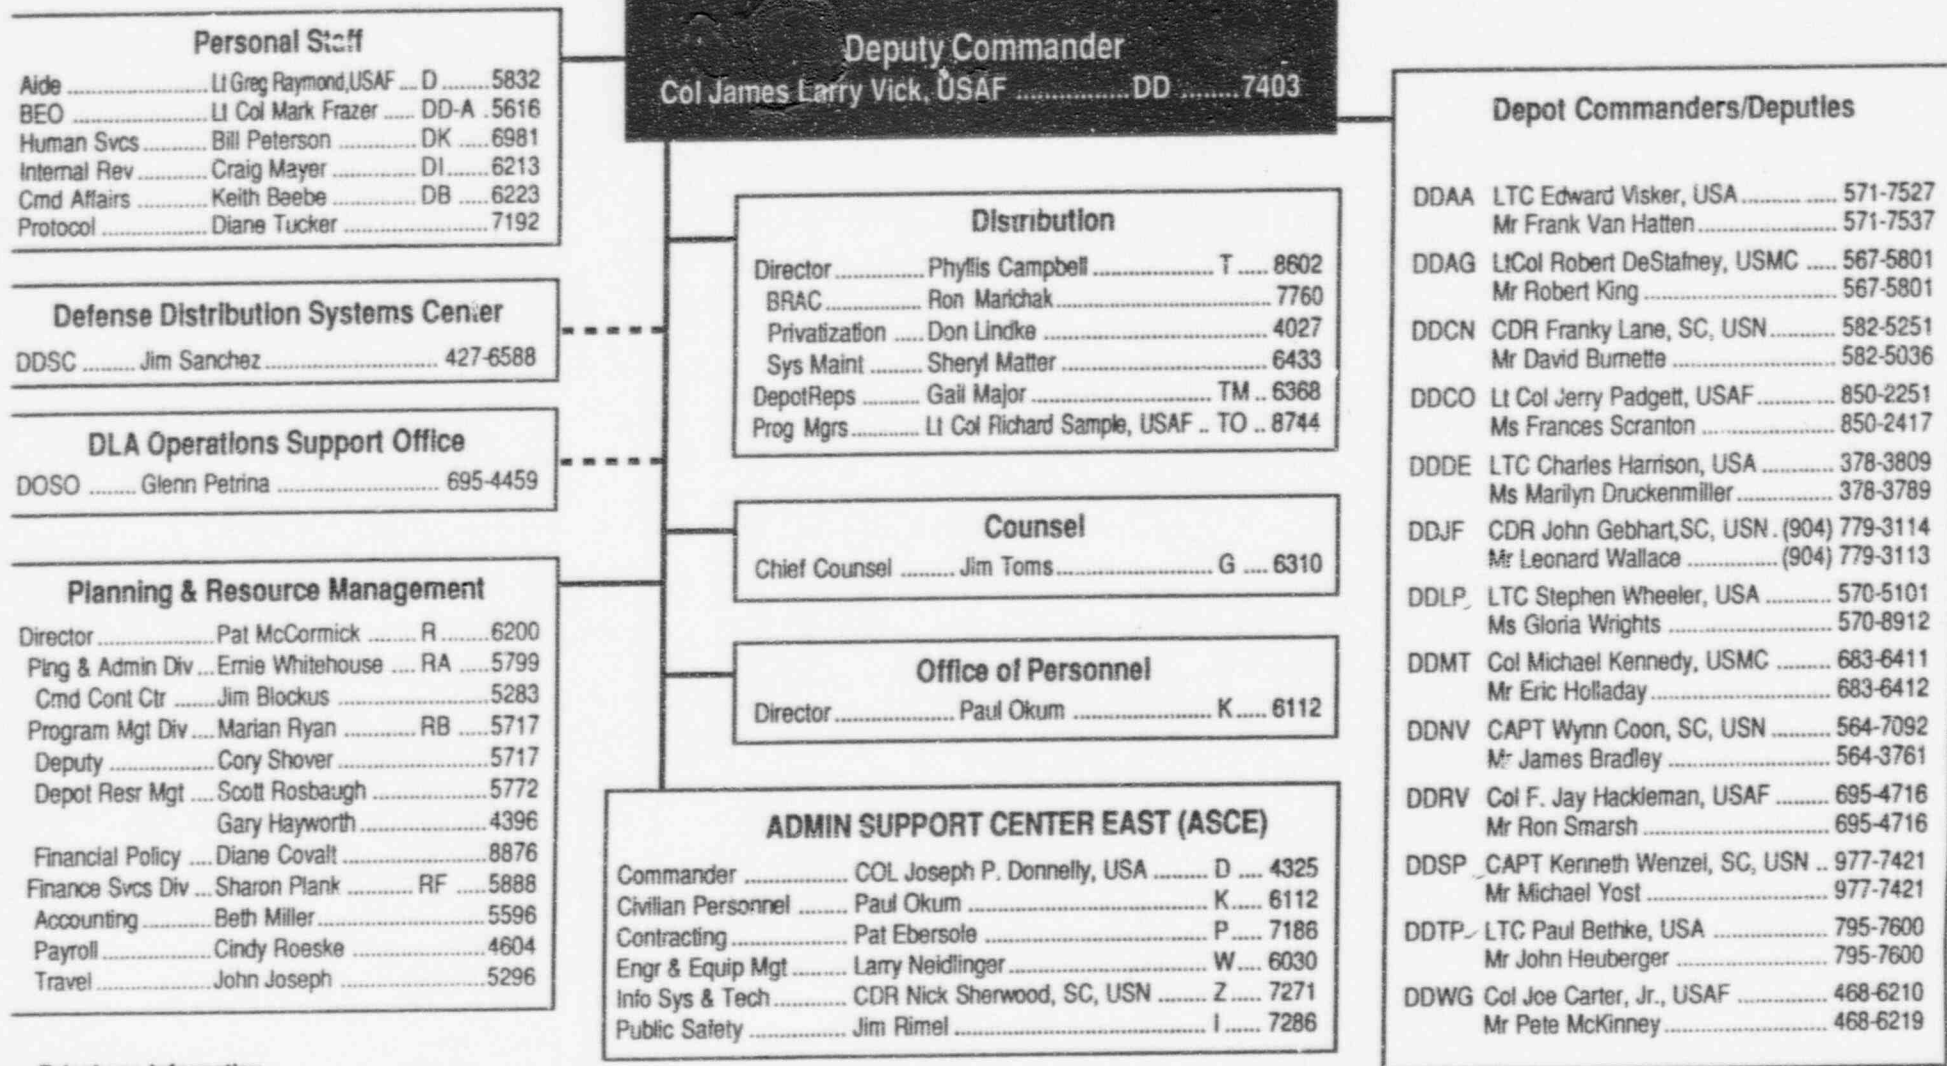 Personal Staff
Aide ..................... Lt Greg Raymond,USAF ... D ........ 5832
BEO .................... Lt Col Mark Frazer ..... DD-A . 5616
Human Svcs .......... Bill Peterson ............ DK ..... 6981
Internal Rev ........... Craig Mayer ............. DI ....... 6213
Cmd Affairs ........... Keith Beebe ............. DB ..... 6223
Protocol ................ Diane Tucker ...................... 7192
Defense Distribution Systems Center
DDSC ......... Jim Sanchez ........................... 427-6588
DLA Operations Support Office
DOSO ........ Glenn Petrina ......................... 695-4459
Planning & Resource Management
Director .................. Pat McCormick ........ R ........ 6200
Plng & Admin Div ... Ernie Whitehouse .... RA ..... 5799
Cmd Cont Ctr ....... Jim Blockus ....................... 5283
Program Mgt Div .... Marian Ryan ............ RB ..... 5717
Deputy ................ Cory Shover ....................... 5717
Depot Resr Mgt .... Scott Rosbaugh .................. 5772
Gary Hayworth ................... 4396
Financial Policy .... Diane Covalt ...................... 8876
Finance Svcs Div ... Sharon Plank ........... RF ..... 5888
Accounting ........... Beth Miller .......................... 5596
Payroll ................. Cindy Roeske ..................... 4604
Travel .................. John Joseph ...................... 5296
Deputy Commander
Col James Larry Vick, USAF ................ DD ........ 7403
Distribution
Director .............. Phyllis Campbell ................... T ..... 8602
BRAC ............... Ron Marichak .................................. 7760
Privatization ..... Don Lindke ..................................... 4027
Sys Maint ......... Sheryl Matter ................................. 6433
DepotReps ......... Gail Major .............................. TM .. 6368
Prog Mgrs ........... Lt Col Richard Sample, USAF .. TO .. 8744
Counsel
Chief Counsel ......... Jim Toms .......................... G .... 6310
Office of Personnel
Director .................... Paul Okum ....................... K ..... 6112
ADMIN SUPPORT CENTER EAST (ASCE)
Commander ................. COL Joseph P. Donnelly, USA ......... D .... 4325
Civilian Personnel ........ Paul Okum ....................................... K ..... 6112
Contracting .................. Pat Ebersole .................................... P ..... 7186
Engr & Equip Mgt ......... Larry Neidlinger ................................ W .... 6030
Info Sys & Tech ............ CDR Nick Sherwood, SC, USN ........ Z ..... 7271
Public Safety ................ Jim Rimel ........................................ I ...... 7286
Depot Commanders/Deputies
DDAA LTC Edward Visker, USA ................ 571-7527
Mr Frank Van Hatten ....................... 571-7537
DDAG LtCol Robert DeStafney, USMC ..... 567-5801
Mr Robert King ................................ 567-5801
DDCN CDR Franky Lane, SC, USN ........... 582-5251
Mr David Burnette ............................ 582-5036
DDCO Lt Col Jerry Padgett, USAF ............. 850-2251
Ms Frances Scranton ...................... 850-2417
DDDE LTC Charles Harrison, USA ............ 378-3809
Ms Marilyn Druckenmiller ................ 378-3789
DDJF CDR John Gebhart,SC, USN . (904) 779-3114
Mr Leonard Wallace ............... (904) 779-3113
DDLP LTC Stephen Wheeler, USA ........... 570-5101
Ms Gloria Wrights ........................... 570-8912
DDMT Col Michael Kennedy, USMC ......... 683-6411
Mr Eric Holladay .............................. 683-6412
DDNV CAPT Wynn Coon, SC, USN .......... 564-7092
Mr James Bradley ........................... 564-3761
DDRV Col F. Jay Hackleman, USAF ......... 695-4716
Mr Ron Smarsh ............................... 695-4716
DDSP CAPT Kenneth Wenzel, SC, USN .. 977-7421
Mr Michael Yost .............................. 977-7421
DDTP LTC Paul Bethke, USA ................... 795-7600
Mr John Heuberger ......................... 795-7600
DDWG Col Joe Carter, Jr., USAF ............... 468-6210
Mr Pete McKinney ........................... 468-6219